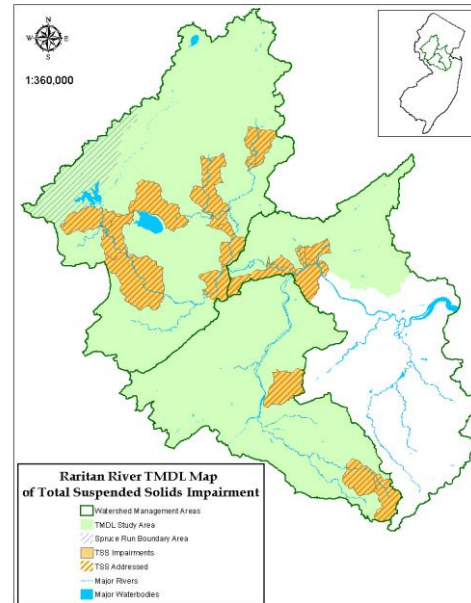 N
W E
S
1:360,000
Raritan River TMDL Map
of Total Suspended Solids Impairment
Watershed Management Areas
TMDL Study Area
Spruce Run Boundary Area
TSS Impairments
TSS Addressed
Major Rivers
Major Waterbodies